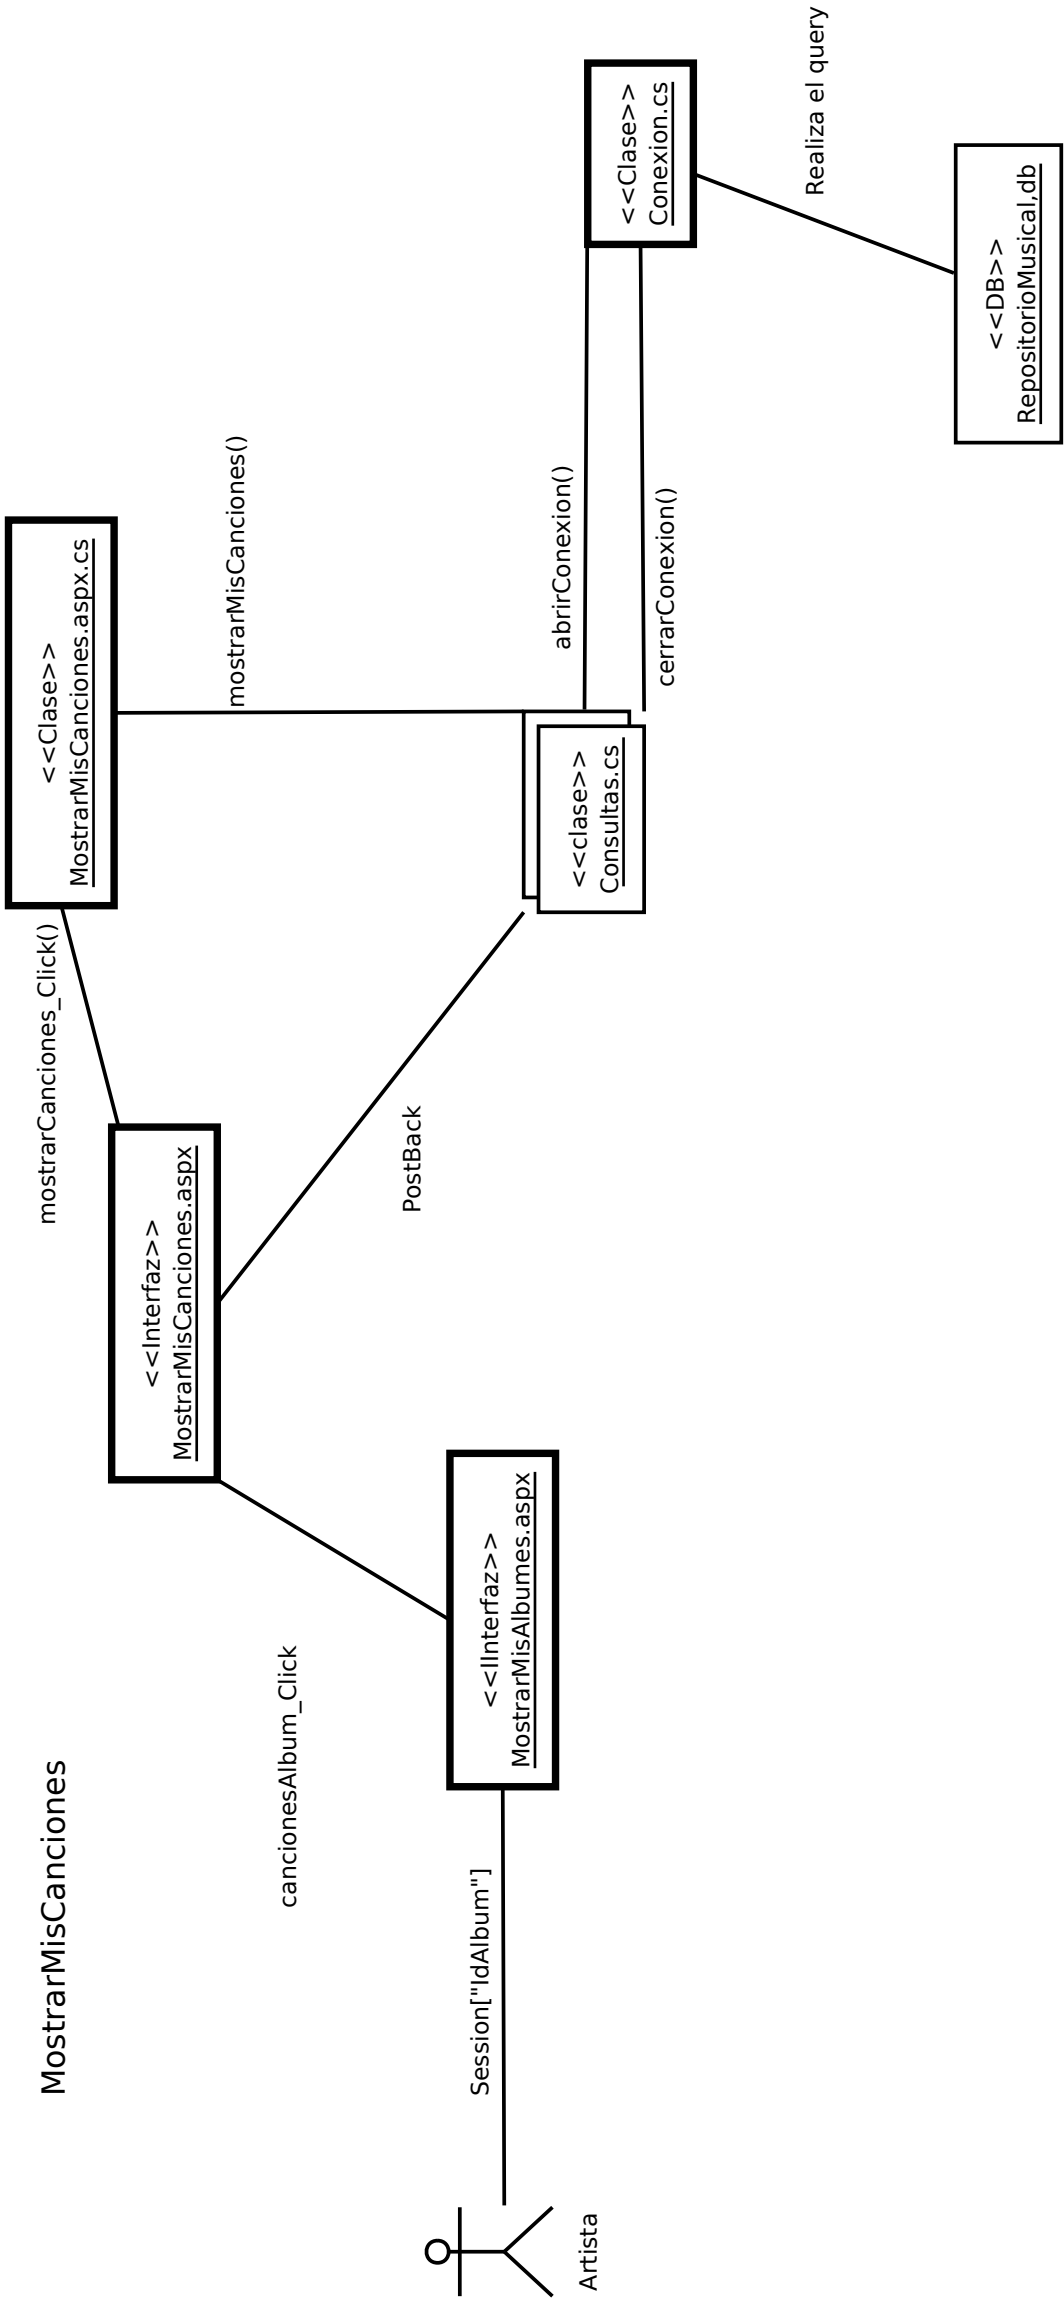 MostrarMisCanciones
Artista
Session["IdAlbum"]
<<IInterfaz>>
MostrarMisAlbumes.aspx
cancionesAlbum_Click
<<Interfaz>>
MostrarMisCanciones.aspx
mostrarCanciones_Click()
<<Clase>>
MostrarMisCanciones.aspx.cs
mostrarMisCanciones()
PostBack
<<clase>>
Consultas.cs
abrirConexion()
cerrarConexion()
<<Clase>>
Conexion.cs
Realiza el query
<<DB>>
RepositorioMusical,db